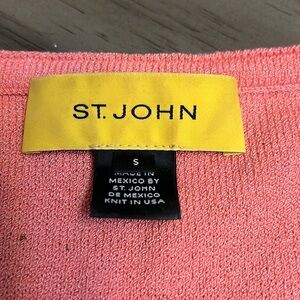 ST. JOHN
S
MADE IN
MEXICO BY
ST. JOHN
DE MEXICO
KNIT IN USA